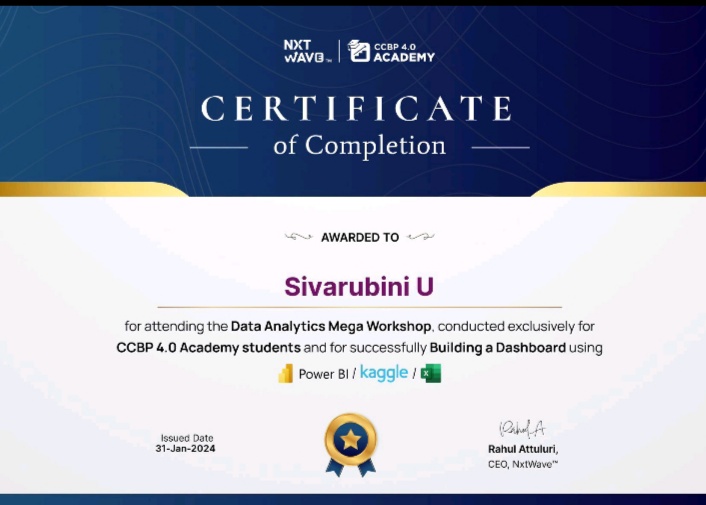 NXT
WAVE™
CCBP 4.0
ACADEMY
CERTIFICATE
of Completion
AWARDED TO
Sivarubini U
for attending the Data Analytics Mega Workshop, conducted exclusively for
CCBP 4.0 Academy students and for successfully Building a Dashboard using
Power BI / kaggle / X
Issued Date
31-Jan-2024
Rahul A
Rahul Attuluri,
CEO, NxtWave™